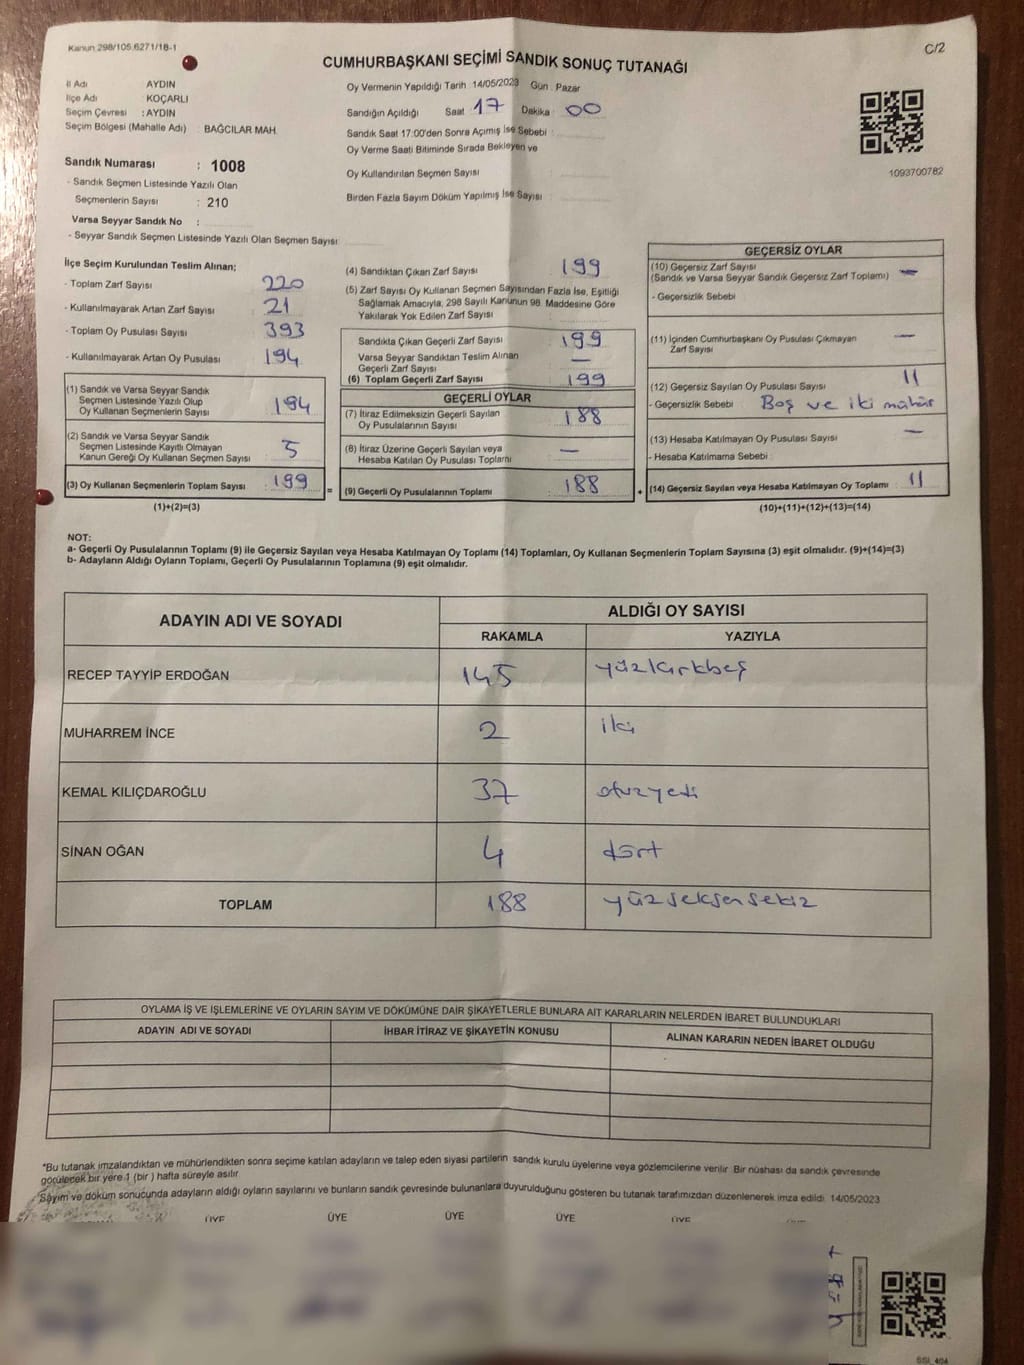 Kanun 298/105,6271/18-1
C/2
CUMHURBAŞKANI SEÇİMİ SANDIK SONUÇ TUTANAĞI
İl Adı AYDIN
İlçe Adı KOÇARLI
Seçim Çevresi : AYDIN
Seçim Bölgesi (Mahalle Adı) : BAĞCILAR MAH.
Sandık Numarası : 1008
- Sandık Seçmen Listesinde Yazılı Olan
Seçmenlerin Sayısı : 210
Varsa Seyyar Sandık No :
- Seyyar Sandık Seçmen Listesinde Yazılı Olan Seçmen Sayısı
Oy Vermenin Yapıldığı Tarih 14/05/2023 Gün : Pazar
Sandığın Açıldığı Saat 17 Dakika 00
Sandık Saat 17:00'den Sonra Açımış İse Sebebi :
Oy Verme Saati Bitiminde Sırada Bekleyen ve
Oy Kullandırılan Seçmen Sayısı
Birden Fazla Sayım Döküm Yapılmış İse Sayısı :
1093700782
İlçe Seçim Kurulundan Teslim Alınan;
- Toplam Zarf Sayısı 220
- Kullanılmayarak Artan Zarf Sayısı 21
- Toplam Oy Pusulası Sayısı 393
- Kullanılmayarak Artan Oy Pusulası 194
(1) Sandık ve Varsa Seyyar Sandık
Seçmen Listesinde Yazılı Olup
Oy Kullanan Seçmenlerin Sayısı 194
(2) Sandık ve Varsa Seyyar Sandık
Seçmen Listesinde Kayıtlı Olmayan
Kanun Gereği Oy Kullanan Seçmen Sayısı 5
(3) Oy Kullanan Seçmenlerin Toplam Sayısı 199 =
(1)+(2)=(3)
(4) Sandıktan Çıkan Zarf Sayısı 199
(5) Zarf Sayısı Oy Kullanan Seçmen Sayısından Fazla İse, Eşitliği
Sağlamak Amacıyla, 298 Sayılı Kanunun 98. Maddesine Göre
Yakılarak Yok Edilen Zarf Sayısı
Sandıkta Çıkan Geçerli Zarf Sayısı 199
Varsa Seyyar Sandıktan Teslim Alınan
Geçerli Zarf Sayısı —
(6) Toplam Geçerli Zarf Sayısı 199
GEÇERLİ OYLAR
(7) İtiraz Edilmeksizin Geçerli Sayılan
Oy Pusulalarının Sayısı 188
(8) İtiraz Üzerine Geçerli Sayılan veya
Hesaba Katılan Oy Pusulası Toplamı —
(9) Geçerli Oy Pusulalarının Toplamı 188 +
GEÇERSİZ OYLAR
(10) Geçersiz Zarf Sayısı
(Sandık ve Varsa Seyyar Sandık Geçersiz Zarf Toplamı) —
- Geçersizlik Sebebi
(11) İçinden Cumhurbaşkanı Oy Pusulası Çıkmayan
Zarf Sayısı —
(12) Geçersiz Sayılan Oy Pusulası Sayısı 11
- Geçersizlik Sebebi Boş ve iki mühür
(13) Hesaba Katılmayan Oy Pusulası Sayısı —
- Hesaba Katılmama Sebebi
(14) Geçersiz Sayılan veya Hesaba Katılmayan Oy Toplamı 11
(10)+(11)+(12)+(13)=(14)
NOT:
a- Geçerli Oy Pusulalarının Toplamı (9) ile Geçersiz Sayılan veya Hesaba Katılmayan Oy Toplamı (14) Toplamları, Oy Kullanan Seçmenlerin Toplam Sayısına (3) eşit olmalıdır. (9)+(14)=(3)
b- Adayların Aldığı Oyların Toplamı, Geçerli Oy Pusulalarının Toplamına (9) eşit olmalıdır.
ADAYIN ADI VE SOYADI
ALDIĞI OY SAYISI
RAKAMLA YAZIYLA
RECEP TAYYİP ERDOĞAN 145 yüzkırkbeş
MUHARREM İNCE 2 iki
KEMAL KILIÇDAROĞLU 37 otuzyedi
SİNAN OĞAN 4 dört
TOPLAM 188 yüzseksensekiz
OYLAMA İŞ VE İŞLEMLERİNE VE OYLARIN SAYIM VE DÖKÜMÜNE DAİR ŞİKAYETLERLE BUNLARA AİT KARARLARIN NELERDEN İBARET BULUNDUKLARI
ADAYIN ADI VE SOYADI İHBAR İTİRAZ VE ŞİKAYETİN KONUSU ALINAN KARARIN NEDEN İBARET OLDUĞU
*Bu tutanak imzalandıktan ve mühürlendikten sonra seçime katılan adayların ve talep eden siyasi partilerin sandık kurulu üyelerine veya gözlemcilerine verilir. Bir nüshası da sandık çevresinde
görülecek bir yere 1 (bir) hafta süreyle asılır.
Sayım ve döküm sonucunda adayların aldığı oyların sayılarını ve bunların sandık çevresinde bulunanlara duyurulduğunu gösteren bu tutanak tarafımızdan düzenlenerek imza edildi. 14/05/2023
ÜYE ÜYE ÜYE ÜYE ÜYE